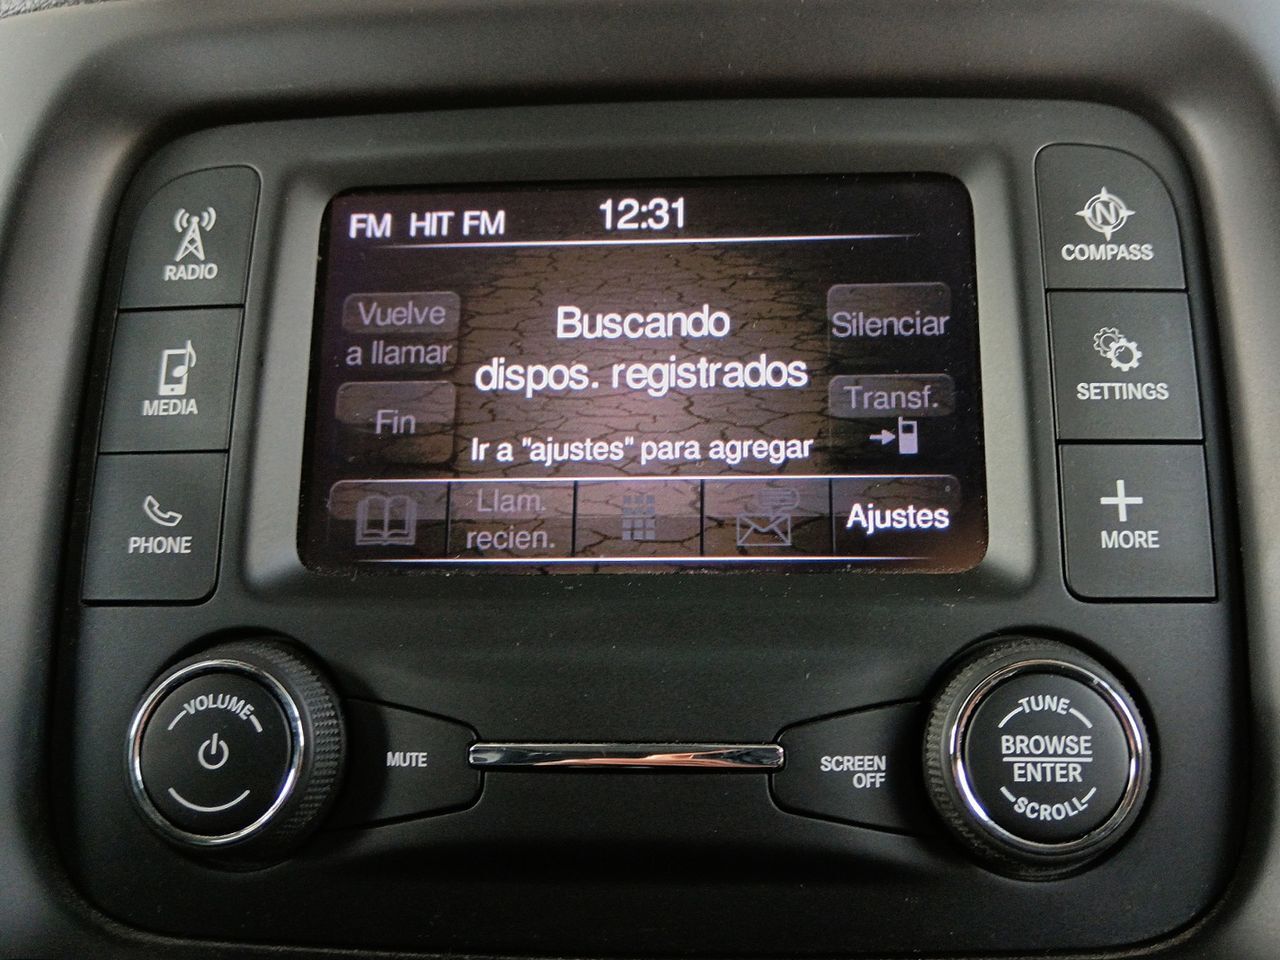 FM HIT FM 12:31
Vuelve
a llamar
Fin
Buscando
dispos. registrados
Ir a "ajustes" para agregar
Silenciar
Transf.
Llam.
recien.
Ajustes
RADIO
MEDIA
PHONE
N
COMPASS
SETTINGS
MORE
VOLUME
MUTE
SCREEN
OFF
TUNE
BROWSE
ENTER
SCROLL